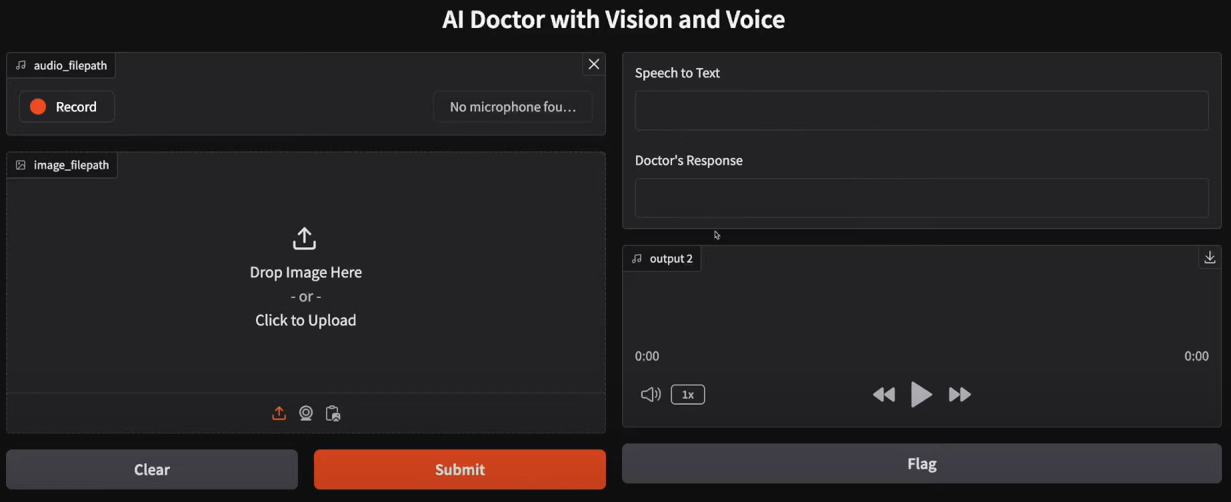 AI Doctor with Vision and Voice
audio_filepath
Record
No microphone fou...
image_filepath
Drop Image Here
- or -
Click to Upload
Clear
Submit
Speech to Text
Doctor's Response
output 2
0:00
0:00
1x
Flag